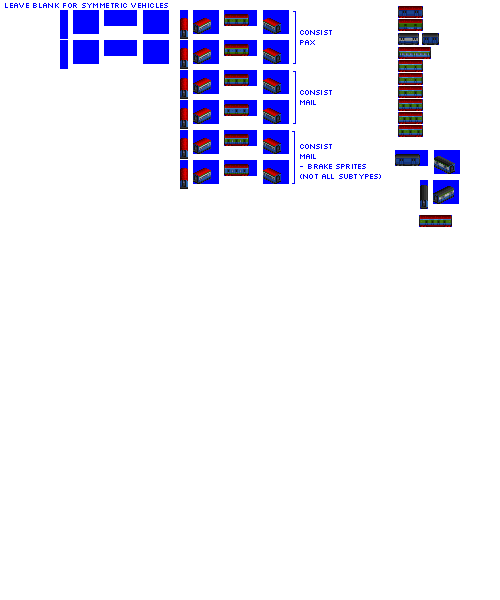 LEAVE BLANK FOR SYMMETRIC VEHICLES
CONSIST
PAX
CONSIST
MAIL
CONSIST
MAIL
- BRAKE SPRITES
(NOT ALL SUBTYPES)